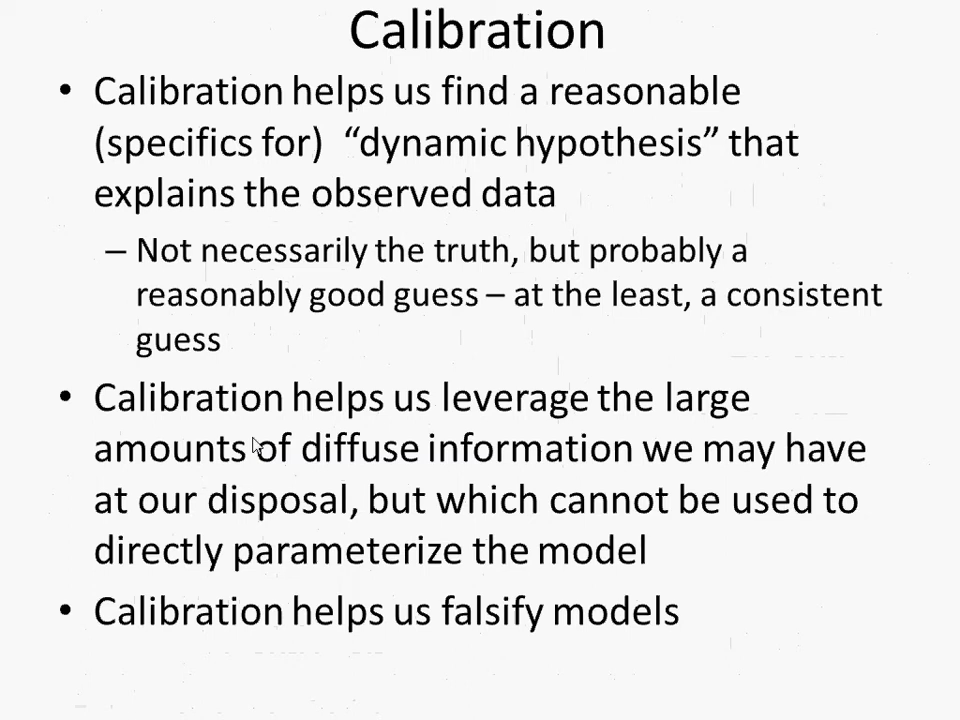 Calibration
• Calibration helps us find a reasonable
(specifics for) “dynamic hypothesis” that
explains the observed data
– Not necessarily the truth, but probably a
reasonably good guess – at the least, a consistent
guess
• Calibration helps us leverage the large
amounts of diffuse information we may have
at our disposal, but which cannot be used to
directly parameterize the model
• Calibration helps us falsify models